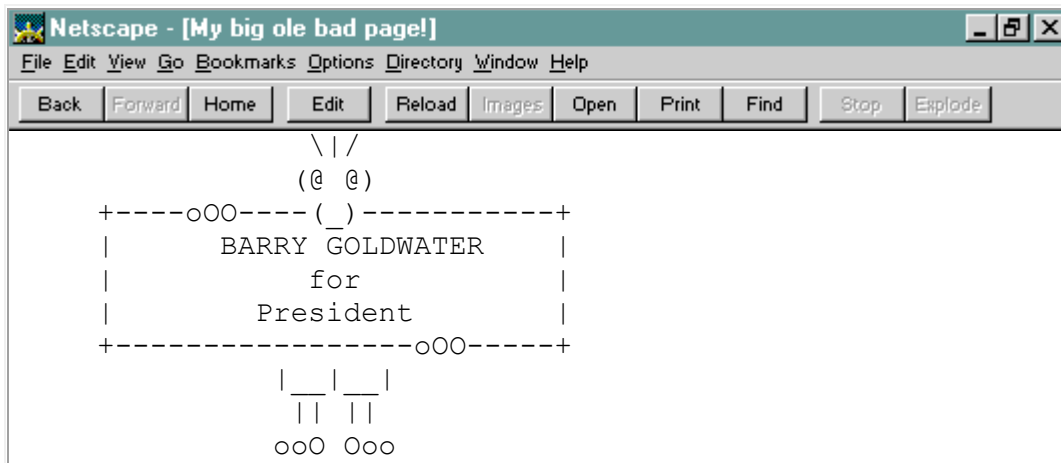 Netscape - [My big ole bad page!]
File Edit View Go Bookmarks Options Directory Window Help
Back Forward Home Edit Reload Images Open Print Find Stop Explode
\|/
(@ @)
+----oOO----(_)-----------+
|      BARRY GOLDWATER    |
|            for          |
|         President       |
+-----------------oOO-----+
|__|__|
|| ||
ooO Ooo